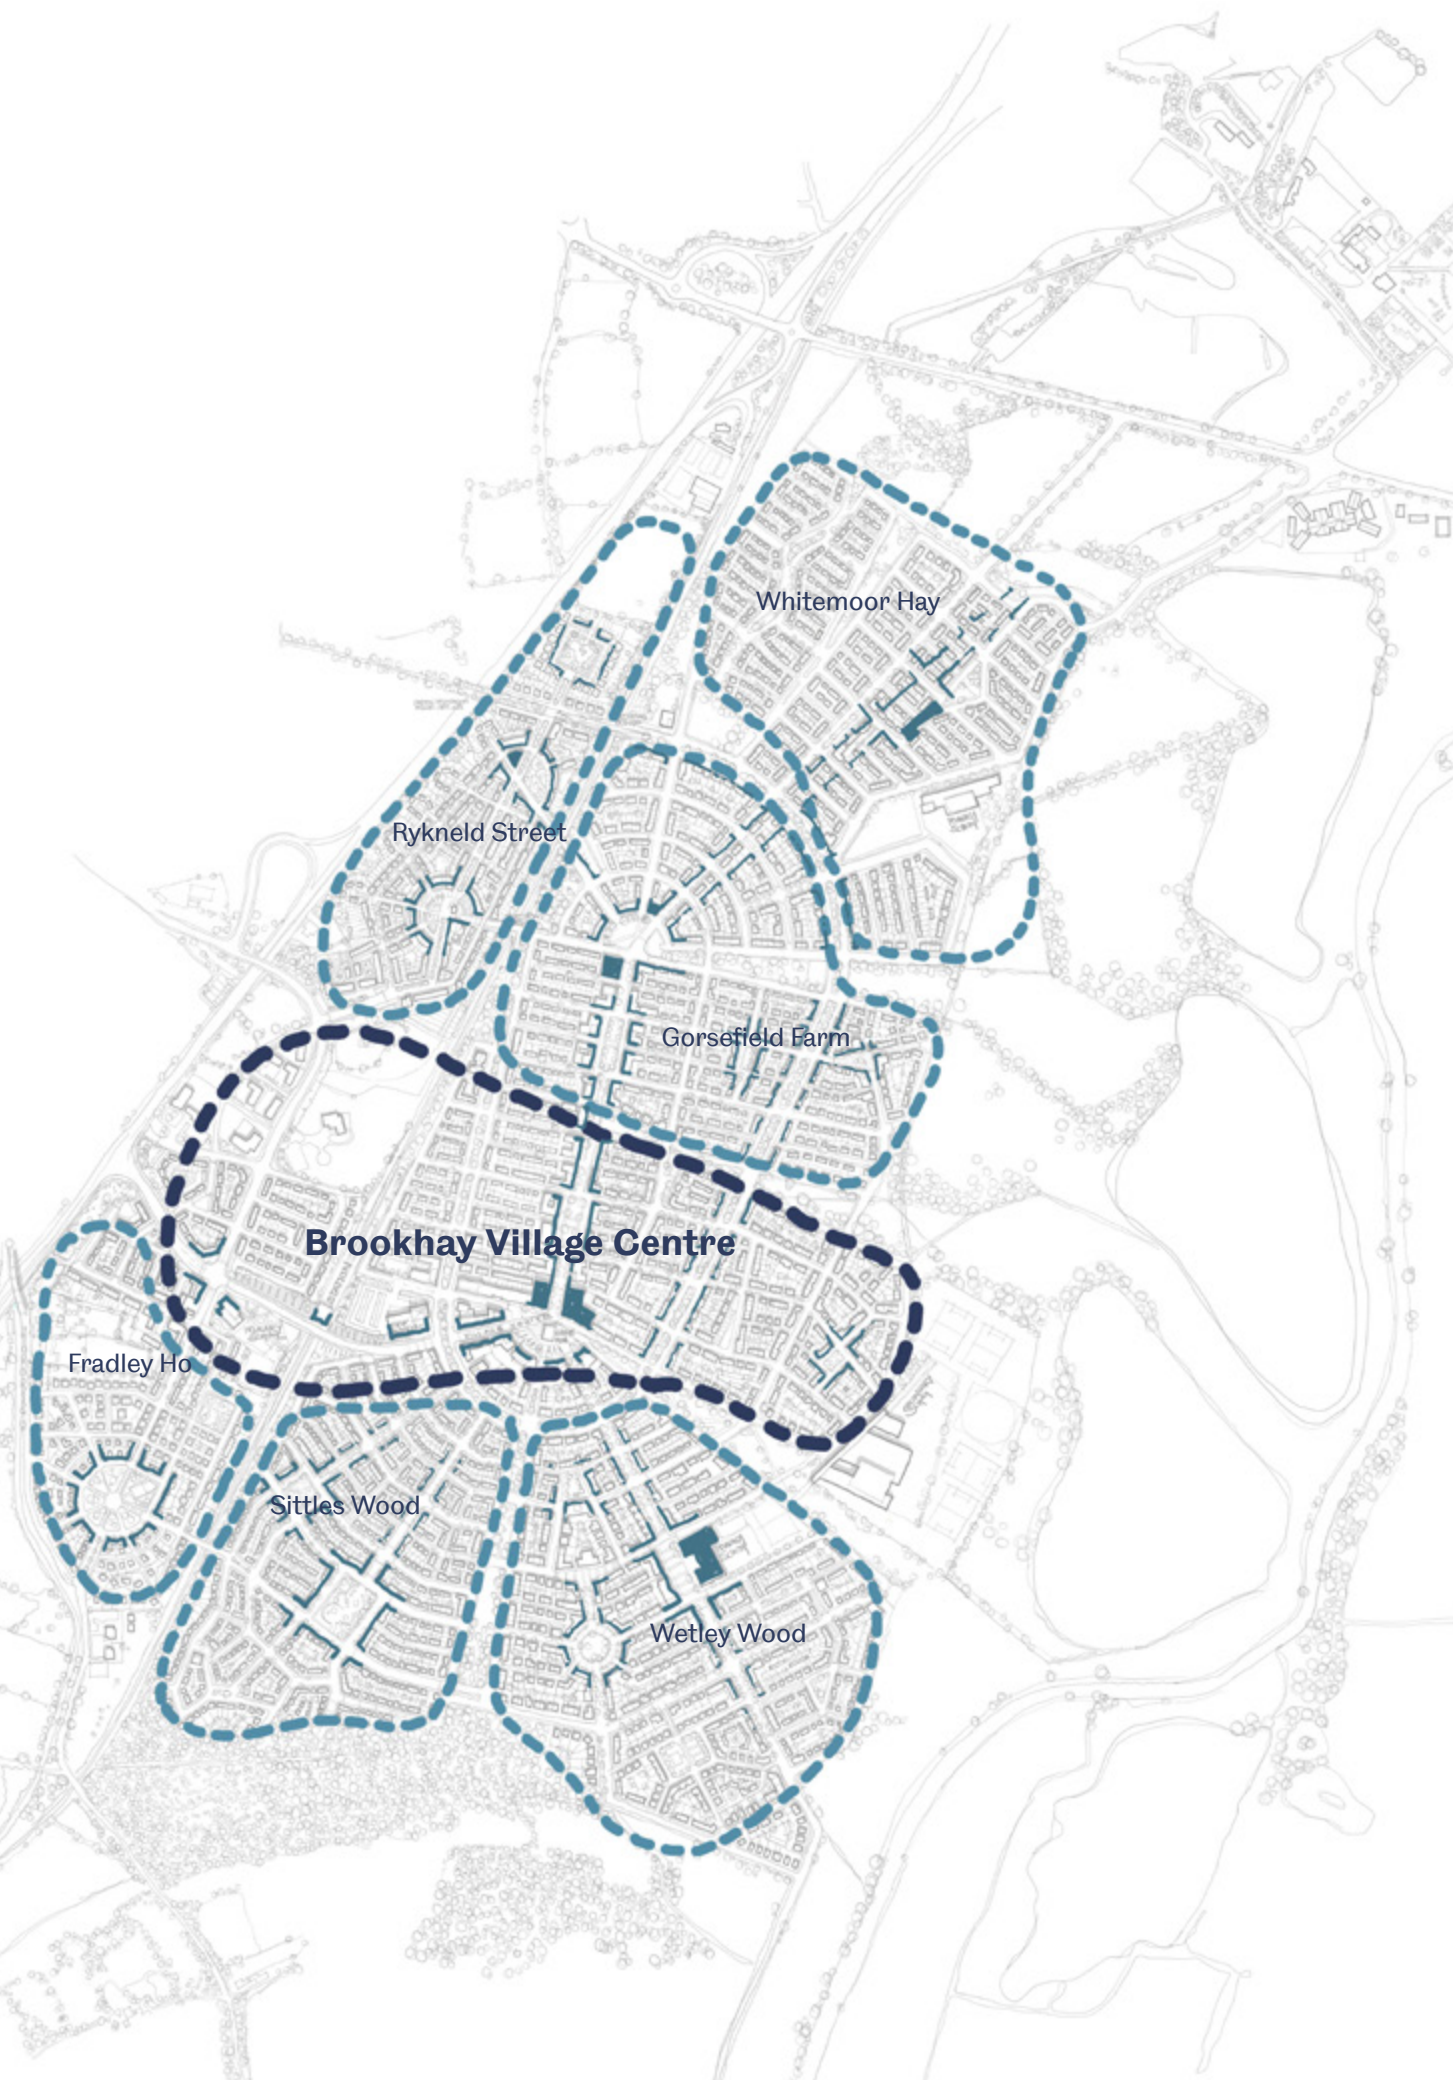 Whitemoor Hay
Rykneld Street
Gorsefield Farm
Brookhay Village Centre
Fradley Ho
Sittles Wood
Wetley Wood